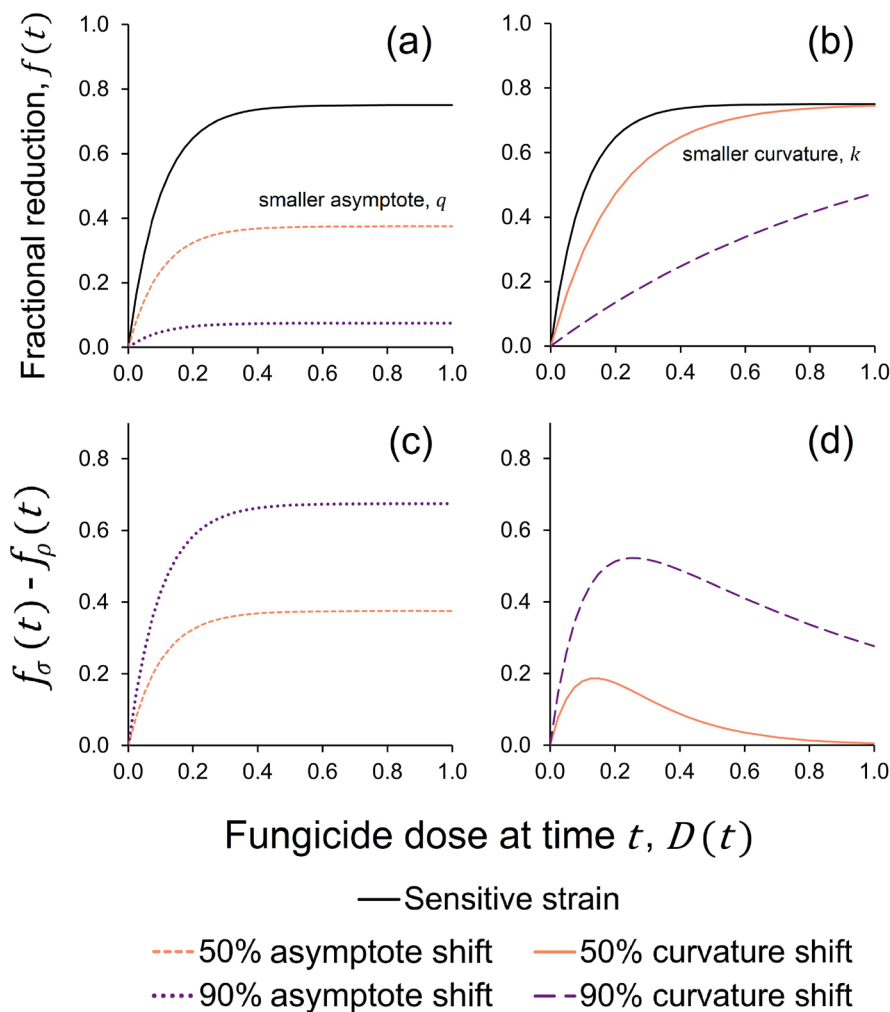 (a)
(b)
Fractional reduction, f(t)
1.0
0.8
0.6
0.4
0.2
0.0
smaller asymptote, q
0.0 0.2 0.4 0.6 0.8 1.0
1.0
0.8
0.6
0.4
0.2
0.0
smaller curvature, k
0.0 0.2 0.4 0.6 0.8 1.0
(c)
(d)
fσ(t) - fρ(t)
0.8
0.6
0.4
0.2
0.0
0.0 0.2 0.4 0.6 0.8 1.0
0.8
0.6
0.4
0.2
0.0
0.0 0.2 0.4 0.6 0.8 1.0
Fungicide dose at time t, D(t)
Sensitive strain
50% asymptote shift
50% curvature shift
90% asymptote shift
90% curvature shift